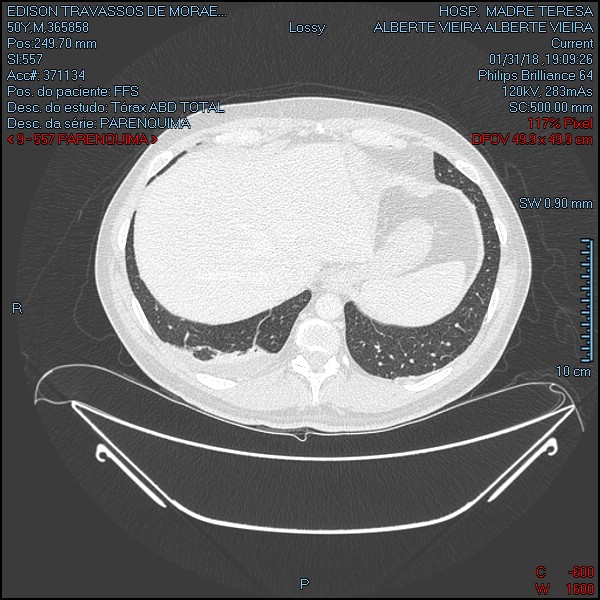 EDISON TRAVASSOS DE MORAE...
50Y,M,365858
Pos:249.70 mm
Sl:557
Acc#: 371134
Pos. do paciente: FFS
Desc. do estudo: Tórax ABD TOTAL
Desc. da série: PARENQUIMA
< 9 - 557 PARENQUIMA >
Lossy
HOSP. MADRE TERESA
ALBERTE VIEIRA ALBERTE VIEIRA
Current
01/31/18 ,19:09:26
Philips Brilliance 64
120kV, 283mAs
SC:500.00 mm
117% Pixel
DFOV 49.9 x 49.9 cm
SW 0.90 mm
R
10 cm
P
C -600
W 1600